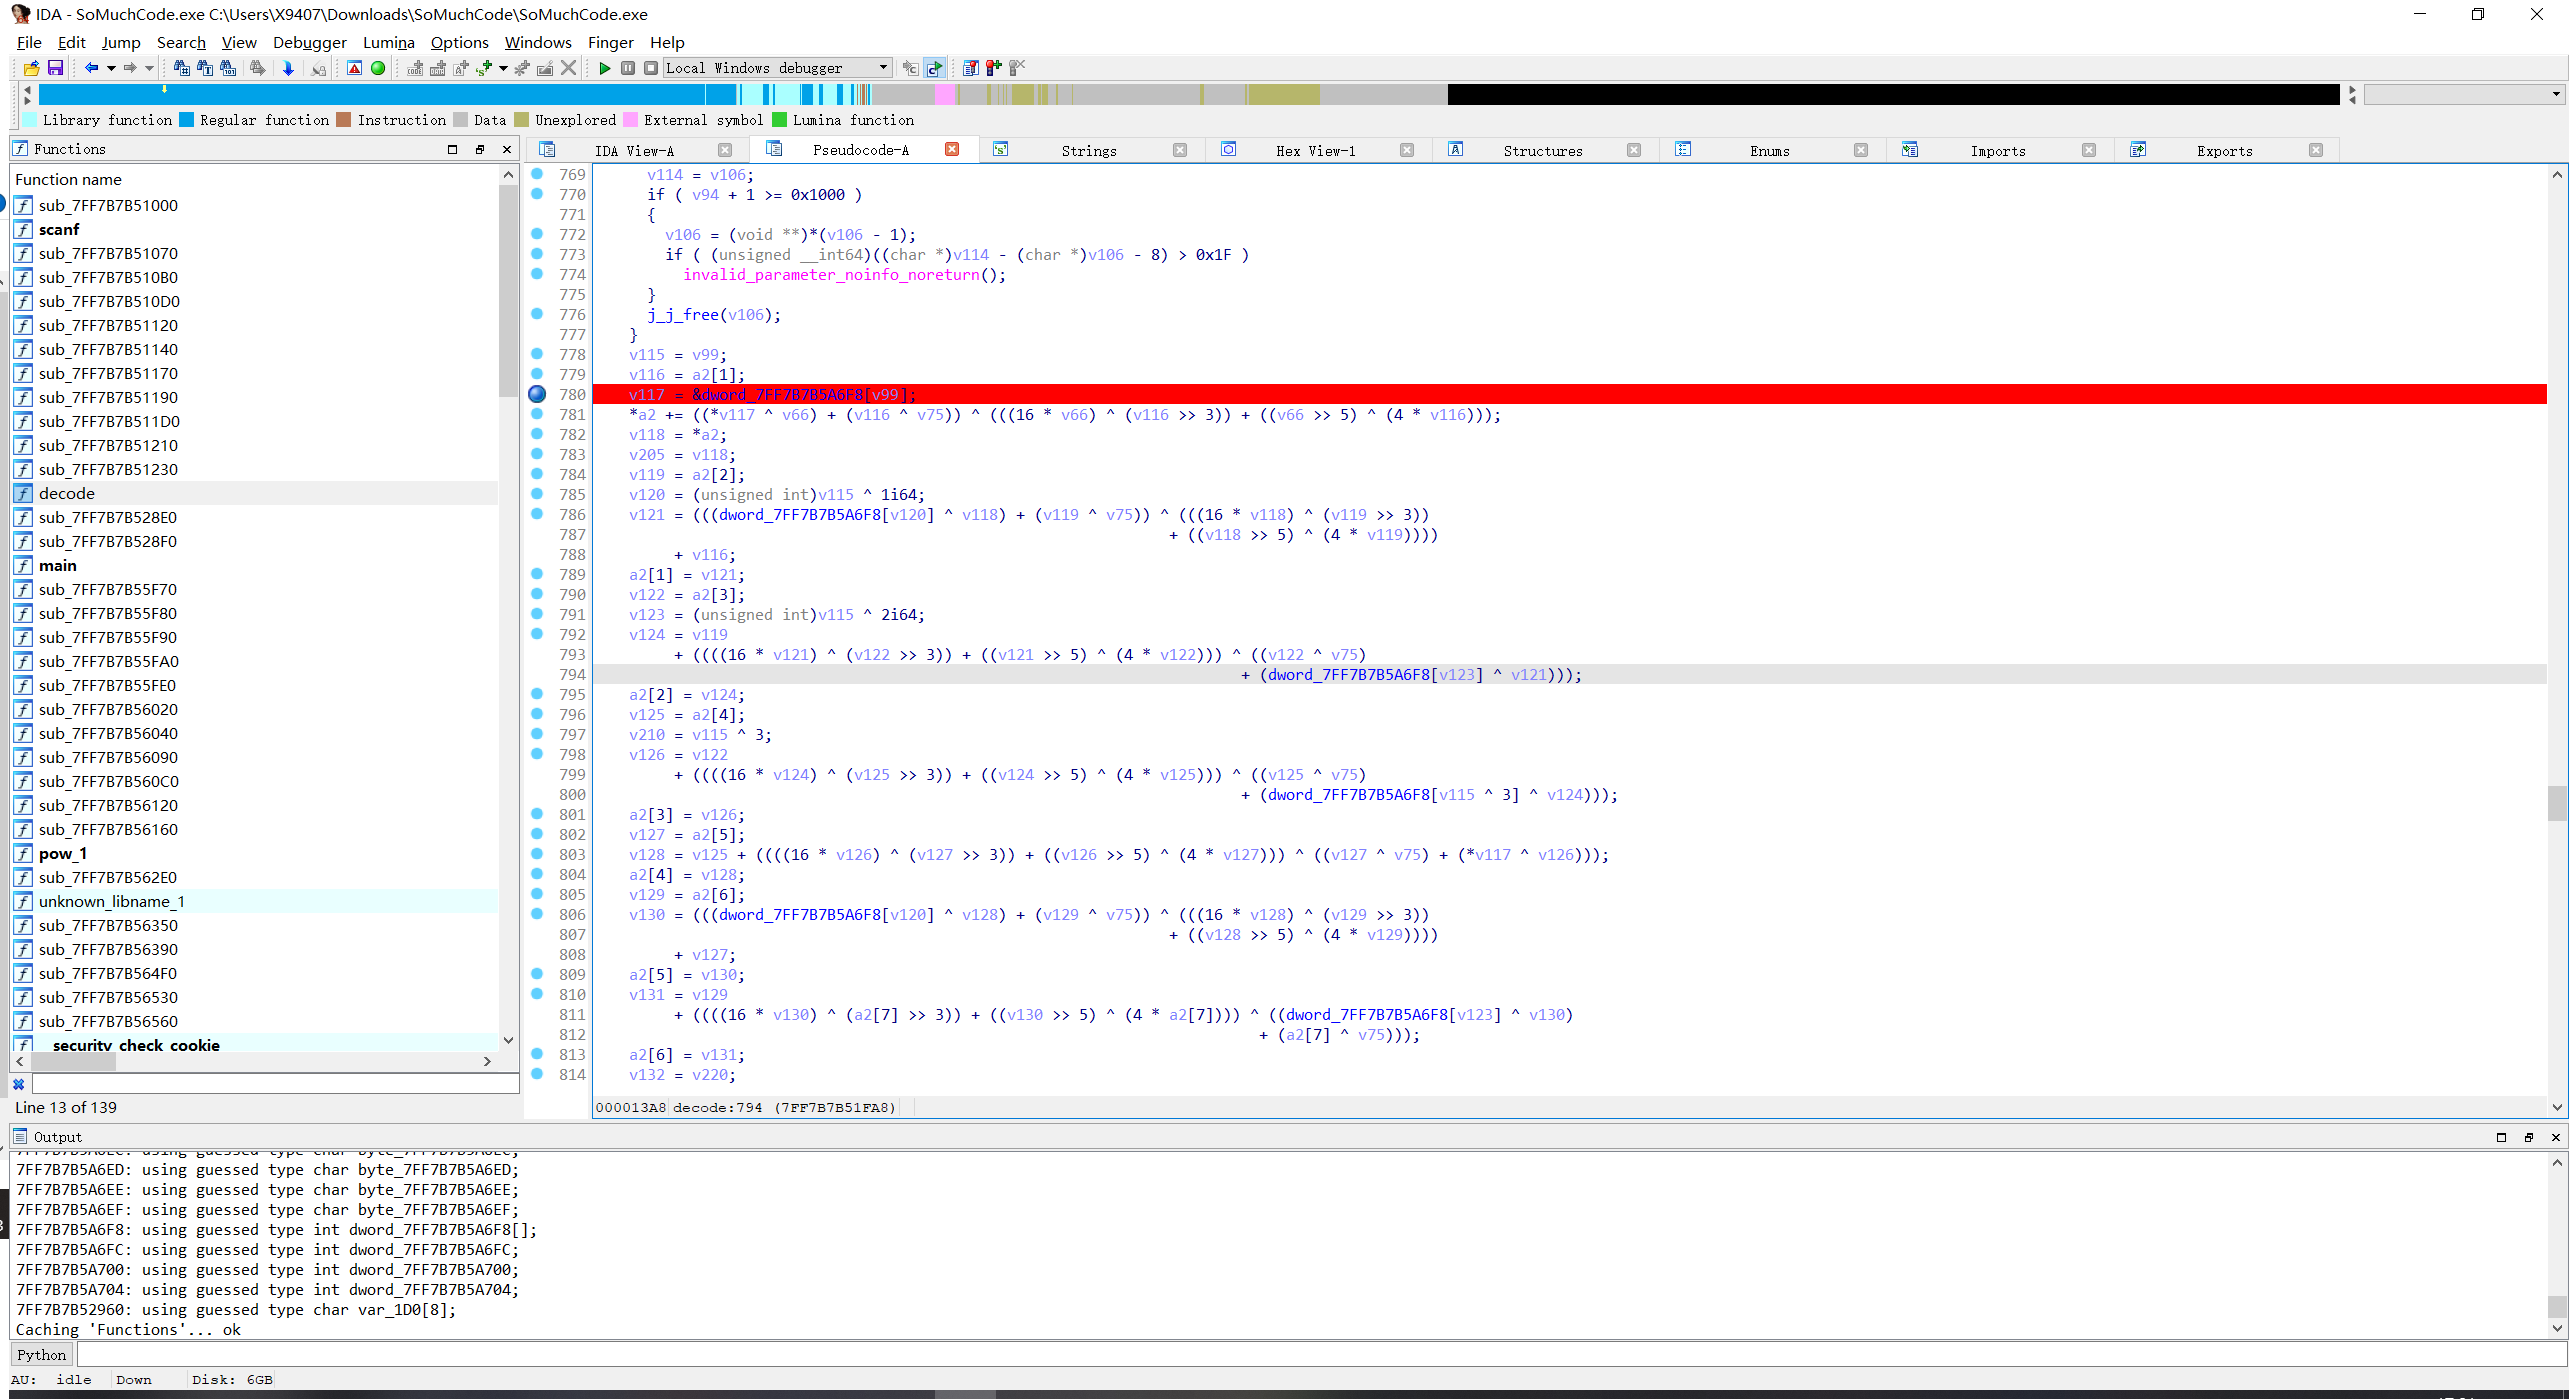 IDA - SoMuchCode.exe C:\Users\X9407\Downloads\SoMuchCode\SoMuchCode.exe
File Edit Jump Search View Debugger Lumina Options Windows Finger Help
Local Windows debugger
Library function Regular function Instruction Data Unexplored External symbol Lumina function
Functions
IDA View-A Pseudocode-A Strings Hex View-1 Structures Enums Imports Exports
Function name
sub_7FF7B7B51000
scanf
sub_7FF7B7B51070
sub_7FF7B7B510B0
sub_7FF7B7B510D0
sub_7FF7B7B51120
sub_7FF7B7B51140
sub_7FF7B7B51170
sub_7FF7B7B51190
sub_7FF7B7B511D0
sub_7FF7B7B51210
sub_7FF7B7B51230
decode
sub_7FF7B7B528E0
sub_7FF7B7B528F0
main
sub_7FF7B7B55F70
sub_7FF7B7B55F80
sub_7FF7B7B55F90
sub_7FF7B7B55FA0
sub_7FF7B7B55FE0
sub_7FF7B7B56020
sub_7FF7B7B56040
sub_7FF7B7B56090
sub_7FF7B7B560C0
sub_7FF7B7B56120
sub_7FF7B7B56160
pow_1
sub_7FF7B7B562E0
unknown_libname_1
sub_7FF7B7B56350
sub_7FF7B7B56390
sub_7FF7B7B564F0
sub_7FF7B7B56530
sub_7FF7B7B56560
security_check_cookie
Line 13 of 139
769 v114 = v106;
770 if ( v94 + 1 >= 0x1000 )
771 {
772 v106 = (void **)*(v106 - 1);
773 if ( (unsigned __int64)((char *)v114 - (char *)v106 - 8) > 0x1F )
774 invalid_parameter_noinfo_noreturn();
775 }
776 j_j_free(v106);
777 }
778 v115 = v99;
779 v116 = a2[1];
780 v117 = &dword_7FF7B7B5A6F8[v99];
781 *a2 += ((*v117 ^ v66) + (v116 ^ v75)) ^ (((16 * v66) ^ (v116 >> 3)) + ((v66 >> 5) ^ (4 * v116)));
782 v118 = *a2;
783 v205 = v118;
784 v119 = a2[2];
785 v120 = (unsigned int)v115 ^ 1i64;
786 v121 = (((dword_7FF7B7B5A6F8[v120] ^ v118) + (v119 ^ v75)) ^ (((16 * v118) ^ (v119 >> 3))
787 + ((v118 >> 5) ^ (4 * v119))))
788 + v116;
789 a2[1] = v121;
790 v122 = a2[3];
791 v123 = (unsigned int)v115 ^ 2i64;
792 v124 = v119
793 + ((((16 * v121) ^ (v122 >> 3)) + ((v121 >> 5) ^ (4 * v122))) ^ ((v122 ^ v75)
794 + (dword_7FF7B7B5A6F8[v123] ^ v121)));
795 a2[2] = v124;
796 v125 = a2[4];
797 v210 = v115 ^ 3;
798 v126 = v122
799 + ((((16 * v124) ^ (v125 >> 3)) + ((v124 >> 5) ^ (4 * v125))) ^ ((v125 ^ v75)
800 + (dword_7FF7B7B5A6F8[v115 ^ 3] ^ v124)));
801 a2[3] = v126;
802 v127 = a2[5];
803 v128 = v125 + ((((16 * v126) ^ (v127 >> 3)) + ((v126 >> 5) ^ (4 * v127))) ^ ((v127 ^ v75) + (*v117 ^ v126)));
804 a2[4] = v128;
805 v129 = a2[6];
806 v130 = (((dword_7FF7B7B5A6F8[v120] ^ v128) + (v129 ^ v75)) ^ (((16 * v128) ^ (v129 >> 3))
807 + ((v128 >> 5) ^ (4 * v129))))
808 + v127;
809 a2[5] = v130;
810 v131 = v129
811 + ((((16 * v130) ^ (a2[7] >> 3)) + ((v130 >> 5) ^ (4 * a2[7]))) ^ ((dword_7FF7B7B5A6F8[v123] ^ v130)
812 + (a2[7] ^ v75)));
813 a2[6] = v131;
814 v132 = v220;
000013A8 decode:794 (7FF7B7B51FA8)
Output
7FF7B7B5A6EC: using guessed type char byte_7FF7B7B5A6EC;
7FF7B7B5A6ED: using guessed type char byte_7FF7B7B5A6ED;
7FF7B7B5A6EE: using guessed type char byte_7FF7B7B5A6EE;
7FF7B7B5A6EF: using guessed type char byte_7FF7B7B5A6EF;
7FF7B7B5A6F8: using guessed type int dword_7FF7B7B5A6F8[];
7FF7B7B5A6FC: using guessed type int dword_7FF7B7B5A6FC;
7FF7B7B5A700: using guessed type int dword_7FF7B7B5A700;
7FF7B7B5A704: using guessed type int dword_7FF7B7B5A704;
7FF7B7B52960: using guessed type char var_1D0[8];
Caching 'Functions'... ok
Python
AU: idle Down Disk: 6GB